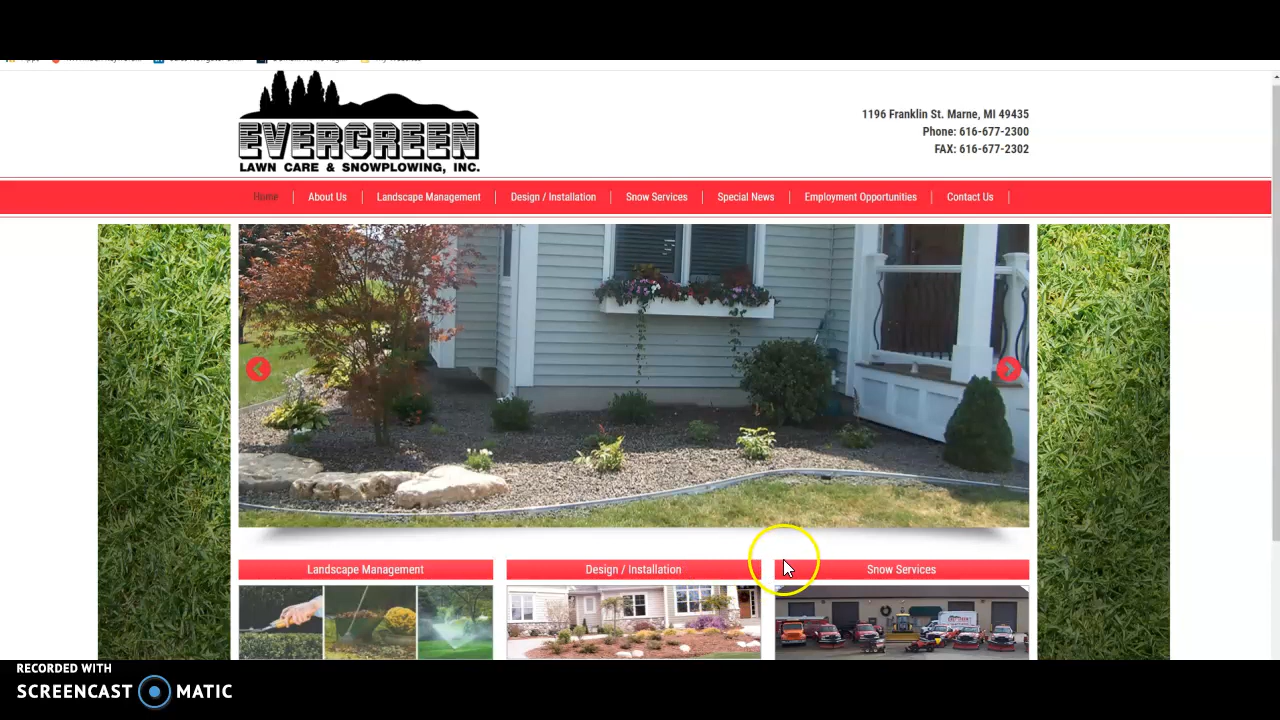 EVERGREEN
LAWN CARE & SNOWPLOWING, INC.
1196 Franklin St. Marne, MI 49435
Phone: 616-677-2300
FAX: 616-677-2302
Home
About Us
Landscape Management
Design / Installation
Snow Services
Special News
Employment Opportunities
Contact Us
Landscape Management
Design / Installation
Snow Services
RECORDED WITH
SCREENCAST MATIC